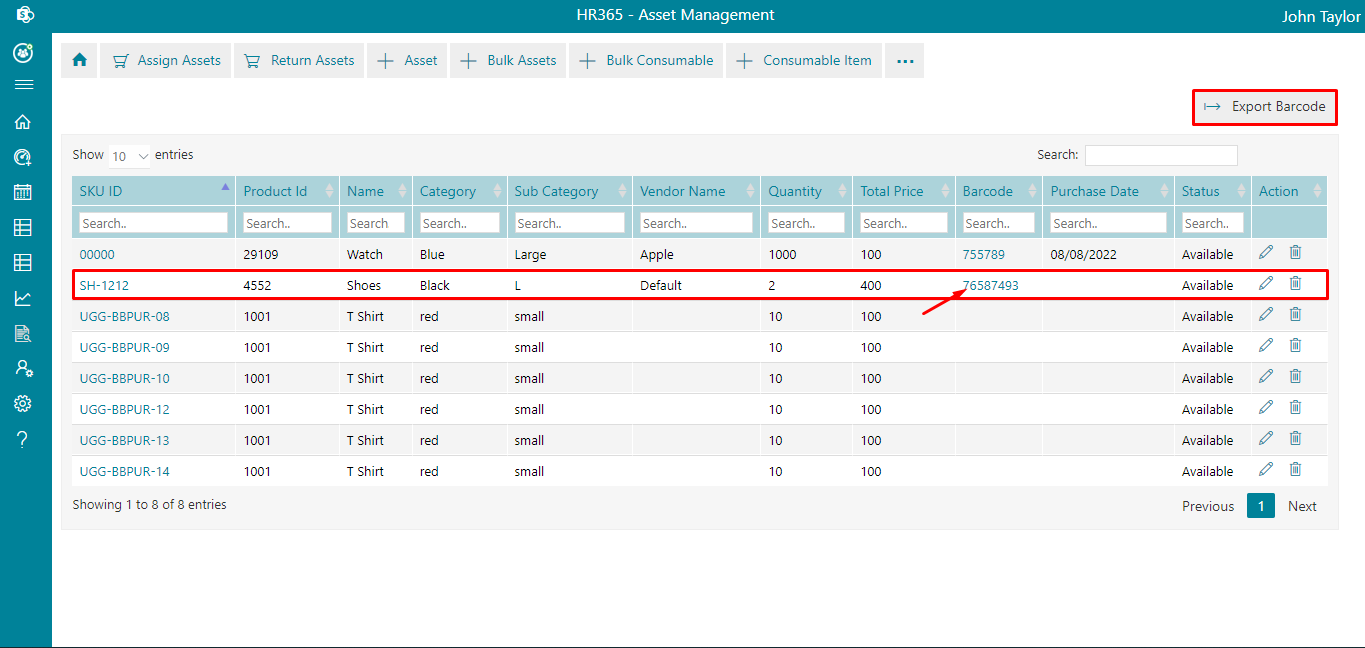 HR365 - Asset Management
John Taylor
Assign Assets Return Assets Asset Bulk Assets Bulk Consumable Consumable Item ...
Export Barcode
Show 10 entries Search:
SKU ID Product Id Name Category Sub Category Vendor Name Quantity Total Price Barcode Purchase Date Status Action
Search.. Search.. Search Search.. Search.. Search.. Search.. Search.. Search.. Search.. Search..
00000 29109 Watch Blue Large Apple 1000 100 755789 08/08/2022 Available
SH-1212 4552 Shoes Black L Default 2 400 76587493 Available
UGG-BBPUR-08 1001 T Shirt red small 10 100 Available
UGG-BBPUR-09 1001 T Shirt red small 10 100 Available
UGG-BBPUR-10 1001 T Shirt red small 10 100 Available
UGG-BBPUR-12 1001 T Shirt red small 10 100 Available
UGG-BBPUR-13 1001 T Shirt red small 10 100 Available
UGG-BBPUR-14 1001 T Shirt red small 10 100 Available
Showing 1 to 8 of 8 entries Previous 1 Next